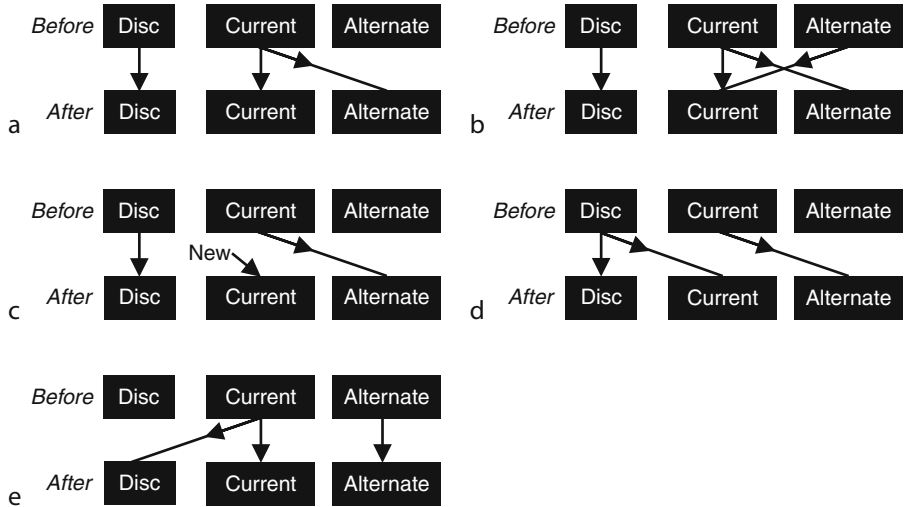 Before Disc Current Alternate
a After Disc Current Alternate
Before Disc Current Alternate
b After Disc Current Alternate
Before Disc Current Alternate
New
c After Disc Current Alternate
Before Disc Current Alternate
d After Disc Current Alternate
Before Disc Current Alternate
e After Disc Current Alternate